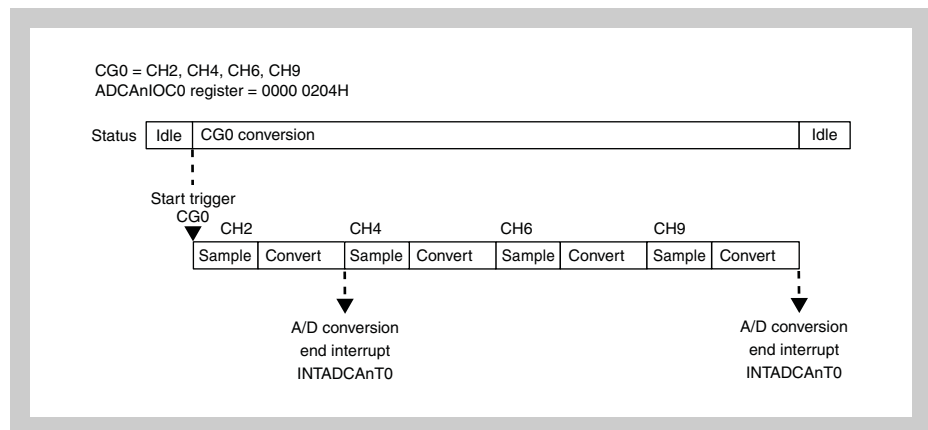 CG0 = CH2, CH4, CH6, CH9
ADCAnIOC0 register = 0000 0204H
Status Idle CG0 conversion Idle
Start trigger
CG0
CH2 CH4 CH6 CH9
Sample Convert Sample Convert Sample Convert Sample Convert
A/D conversion A/D conversion
end interrupt end interrupt
INTADCAnT0 INTADCAnT0